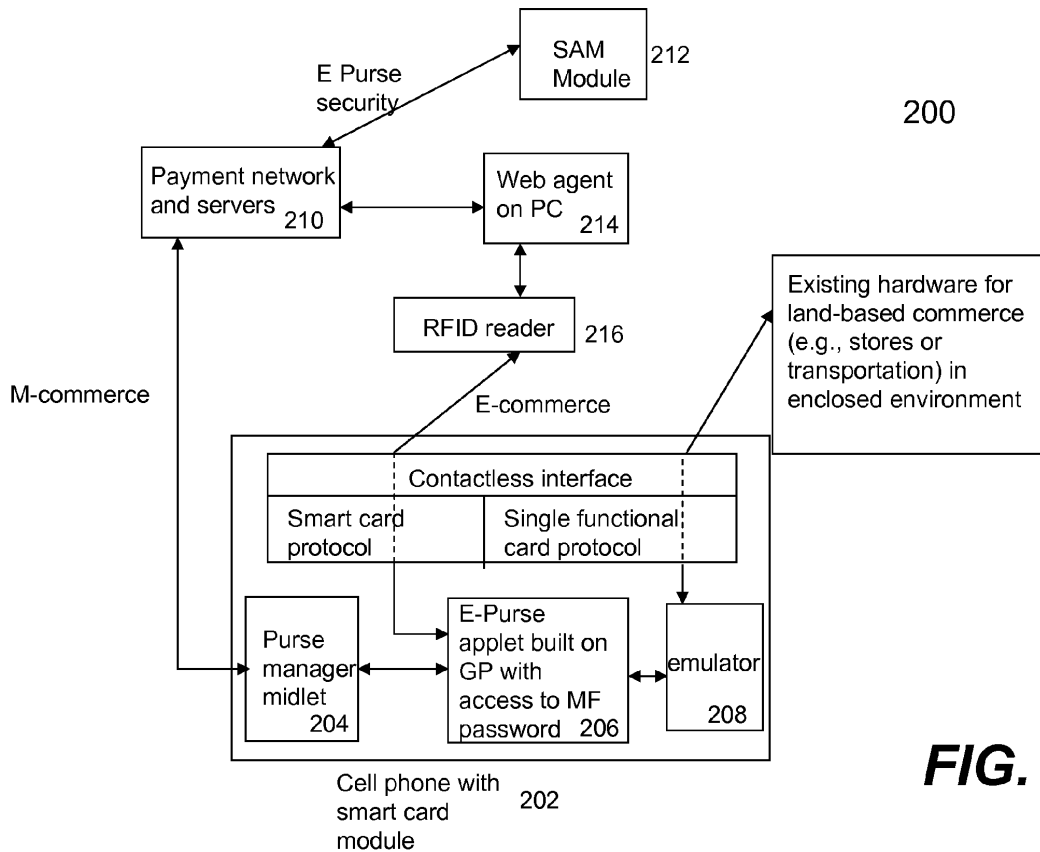 SAM
Module
212
E Purse
security
200
Payment network
and servers
210
Web agent
on PC
214
Existing hardware for
land-based commerce
(e.g., stores or
transportation) in
enclosed environment
RFID reader
216
M-commerce
E-commerce
Contactless interface
Smart card
protocol
Single functional
card protocol
Purse
manager
midlet
204
E-Purse
applet built on
GP with
access to MF
password
206
emulator
208
FIG.
Cell phone with
smart card
module
202